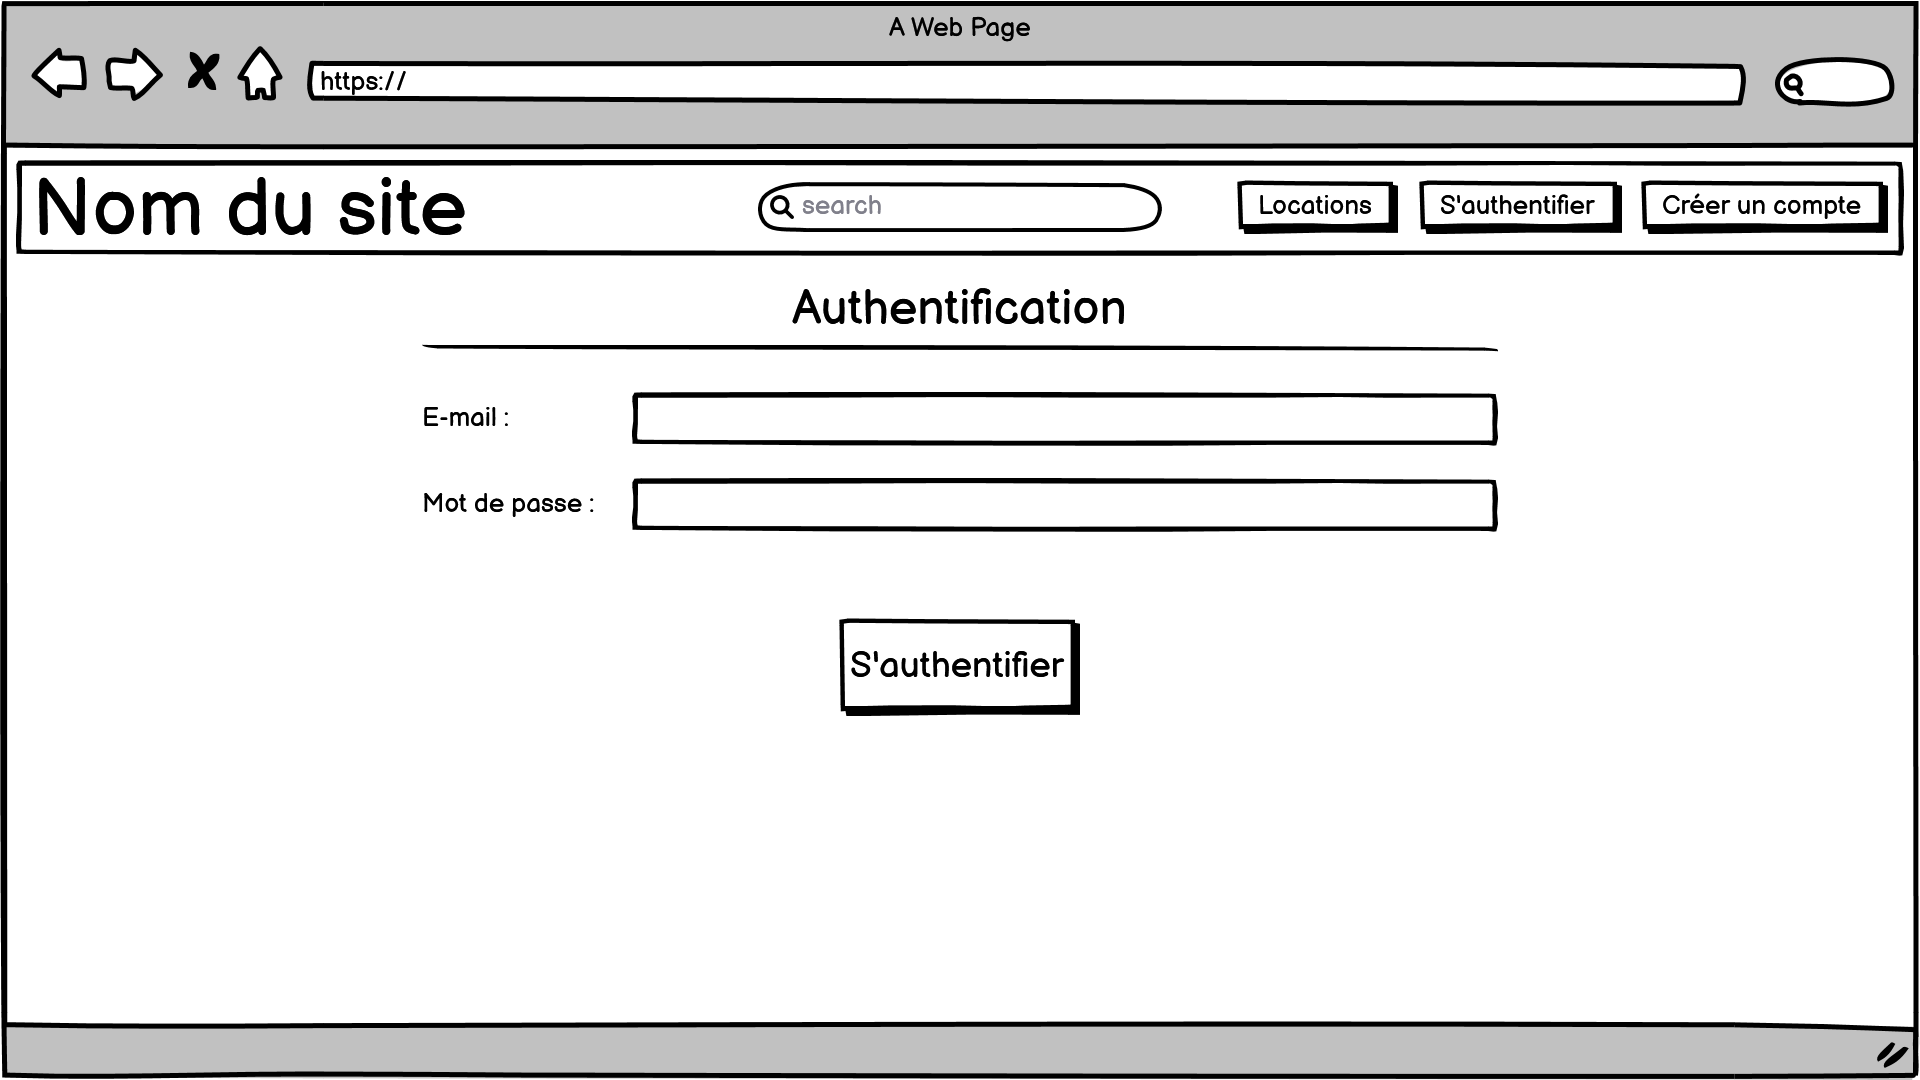 A Web Page
https://
Nom du site
search
Locations
S'authentifier
Créer un compte
Authentification
E-mail :
Mot de passe :
S'authentifier